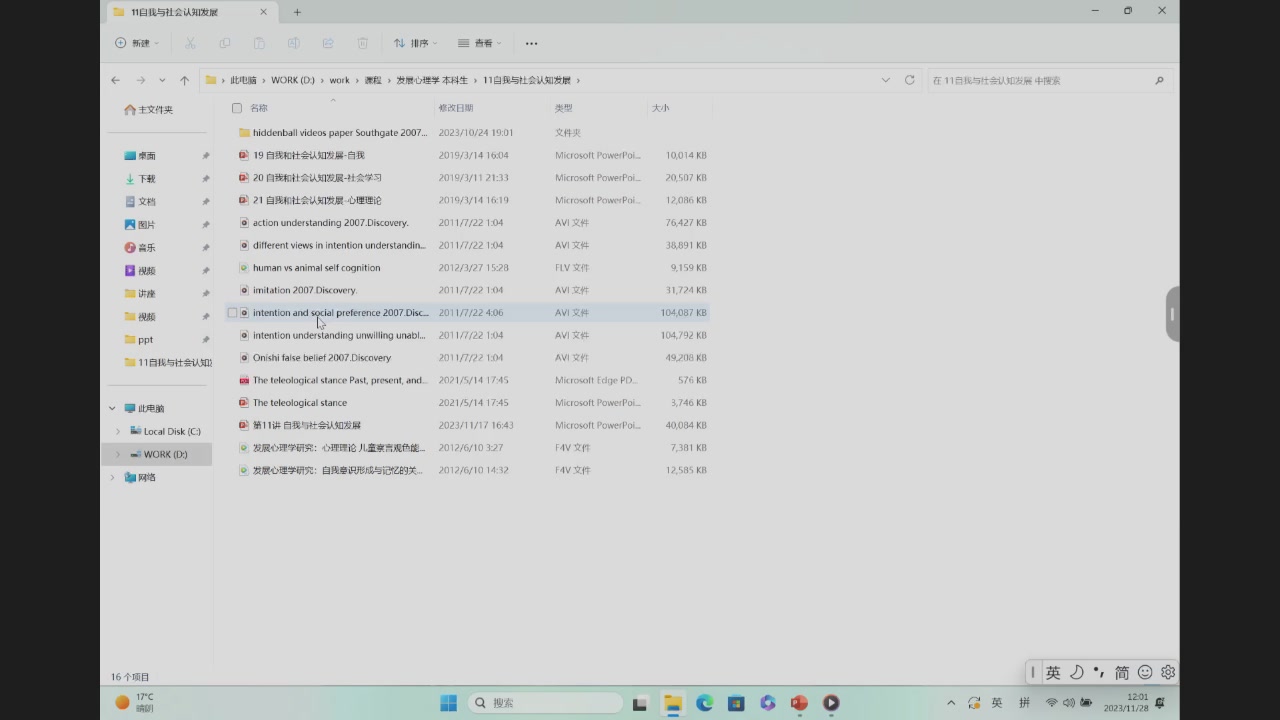 11自我与社会认知发展
新建
排序
查看
此电脑 › WORK (D:) › work › 课程 › 发展心理学 本科生 › 11自我与社会认知发展 ›
在 11自我与社会认知发展 中搜索
主文件夹
桌面
下载
文档
图片
音乐
视频
讲座
视频
ppt
11自我与社会认知
此电脑
Local Disk (C:)
WORK (D:)
网络
名称 修改日期 类型 大小
hiddenball videos paper Southgate 2007... 2023/10/24 19:01 文件夹
19 自我和社会认知发展-自我 2019/3/14 16:04 Microsoft PowerPoi... 10,014 KB
20 自我和社会认知发展-社会学习 2019/3/11 21:33 Microsoft PowerPoi... 20,507 KB
21 自我和社会认知发展-心理理论 2019/3/14 16:19 Microsoft PowerPoi... 12,086 KB
action understanding 2007.Discovery. 2011/7/22 1:04 AVI 文件 76,427 KB
different views in intention understandin... 2011/7/22 1:04 AVI 文件 38,891 KB
human vs animal self cognition 2012/3/27 15:28 FLV 文件 9,159 KB
imitation 2007.Discovery. 2011/7/22 1:04 AVI 文件 31,724 KB
intention and social preference 2007.Disc... 2011/7/22 4:06 AVI 文件 104,087 KB
intention understanding unwilling unabl... 2011/7/22 1:04 AVI 文件 104,792 KB
Onishi false belief 2007.Discovery 2011/7/22 1:04 AVI 文件 49,208 KB
The teleological stance Past, present, and... 2021/5/14 17:45 Microsoft Edge PD... 576 KB
The teleological stance 2021/5/14 17:45 Microsoft PowerPoi... 3,746 KB
第11讲 自我与社会认知发展 2023/11/17 16:43 Microsoft PowerPoi... 40,084 KB
发展心理学研究：心理理论 儿童察言观色能... 2012/6/10 3:27 F4V 文件 7,381 KB
发展心理学研究：自我意识形成与记忆的关... 2012/6/10 14:32 F4V 文件 12,585 KB
16 个项目
英 简
17°C
晴朗
搜索
英 拼
12:01
2023/11/28